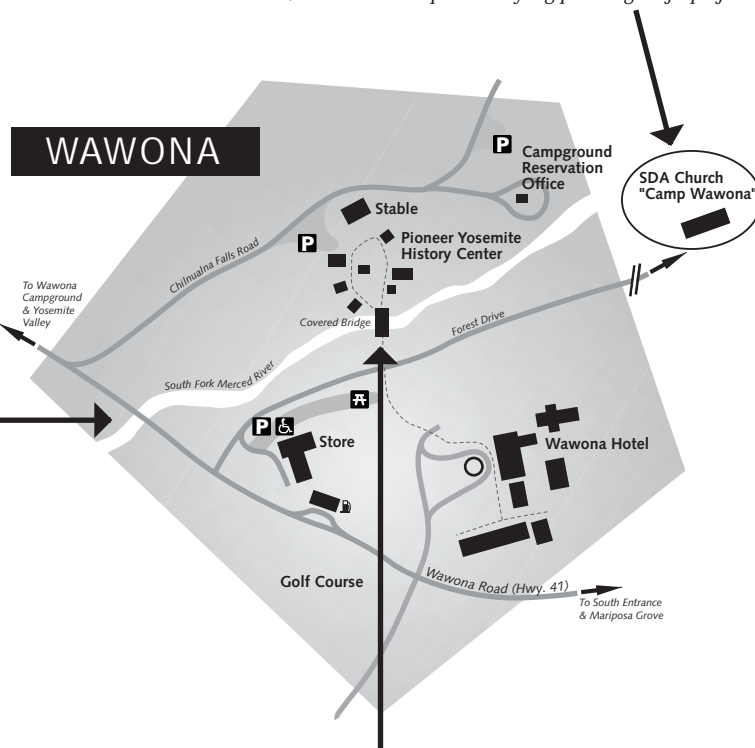 WAWONA
P
Campground
Reservation
Office
SDA Church
"Camp Wawona"
Stable
P
Pioneer Yosemite
History Center
Chilnualna Falls Road
To Wawona
Campground
& Yosemite
Valley
Covered Bridge
Forest Drive
South Fork Merced River
P
Store
Wawona Hotel
Golf Course
Wawona Road (Hwy. 41)
To South Entrance
& Mariposa Grove